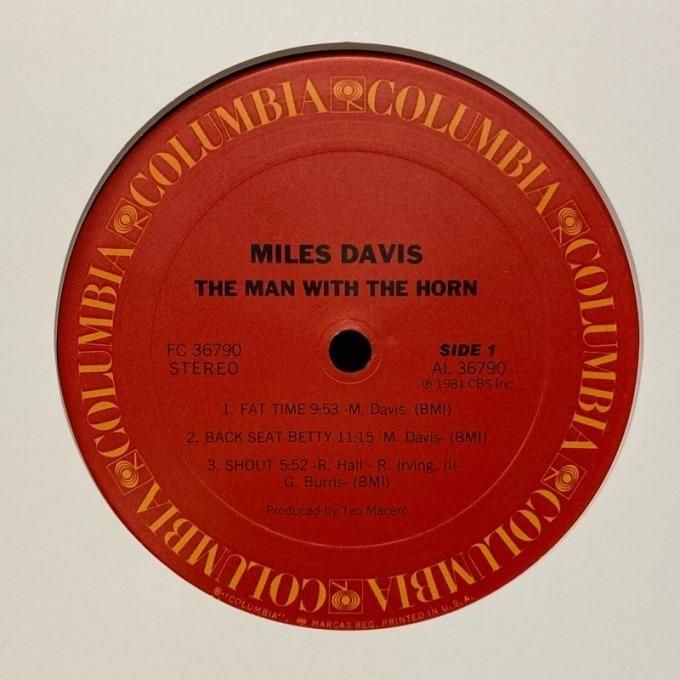 COLUMBIA COLUMBIA COLUMBIA COLUMBIA COLUMBIA COLUMBIA COLUMBIA COLUMBIA
MILES DAVIS
THE MAN WITH THE HORN
FC 36790
STEREO
SIDE 1
AL 36790
℗ 1981 CBS Inc.
1. FAT TIME 9:53 -M. Davis- (BMI)
2. BACK SEAT BETTY 11:15 -M. Davis- (BMI)
3. SHOUT 5:52 -R. Hall - R. Irving, III -
G. Burris- (BMI)
Produced by Teo Macero
®"COLUMBIA", MARCAS REG. PRINTED IN U.S.A.